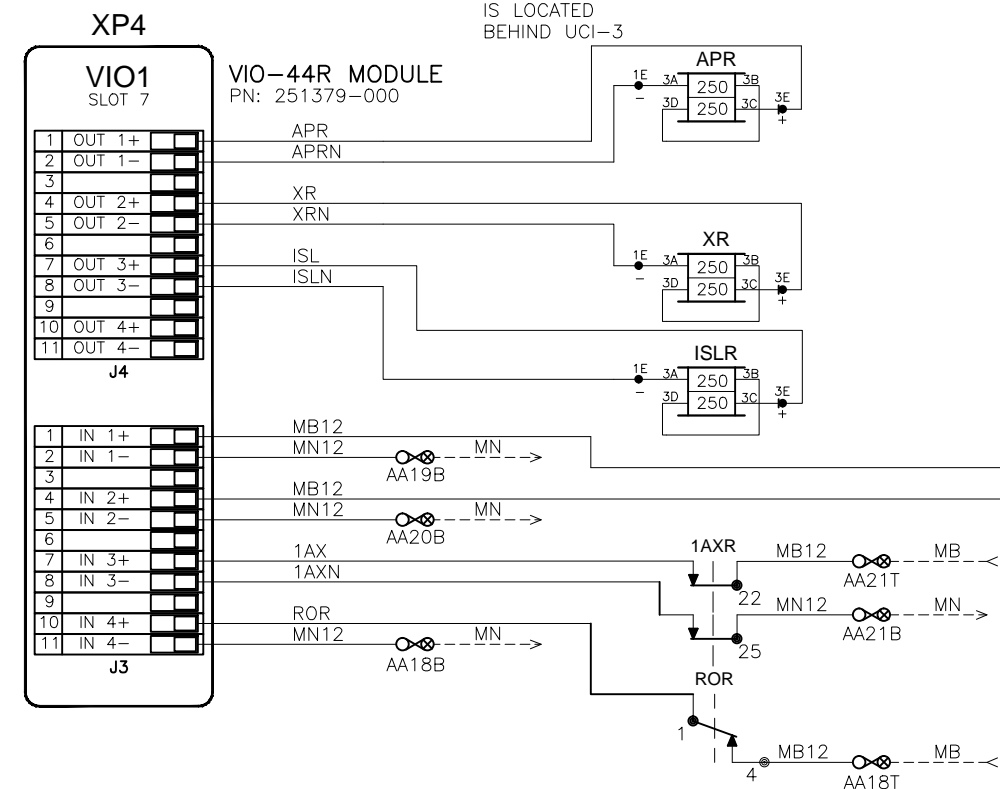 IS LOCATED
BEHIND UCI-3
XP4
VIO1
SLOT 7
VIO-44R MODULE
PN: 251379-000
1 OUT 1+ APR
2 OUT 1- APRN
3
4 OUT 2+ XR
5 OUT 2- XRN
6
7 OUT 3+ ISL
8 OUT 3- ISLN
9
10 OUT 4+
11 OUT 4-
J4
APR
1E 3A 250 3B
- 3D 250 3C 3E
+
XR
1E 3A 250 3B
- 3D 250 3C 3E
+
ISLR
1E 3A 250 3B
- 3D 250 3C 3E
+
1 IN 1+ MB12
2 IN 1- MN12 MN
AA19B
3
4 IN 2+ MB12
5 IN 2- MN12 MN
AA20B
6
7 IN 3+ 1AX
8 IN 3- 1AXN
9
10 IN 4+ ROR
11 IN 4- MN12 MN
AA18B
J3
1AXR
MB12 MB
22
AA21T
MN12 MN
25
AA21B
ROR
1
4
MB12 MB
AA18T